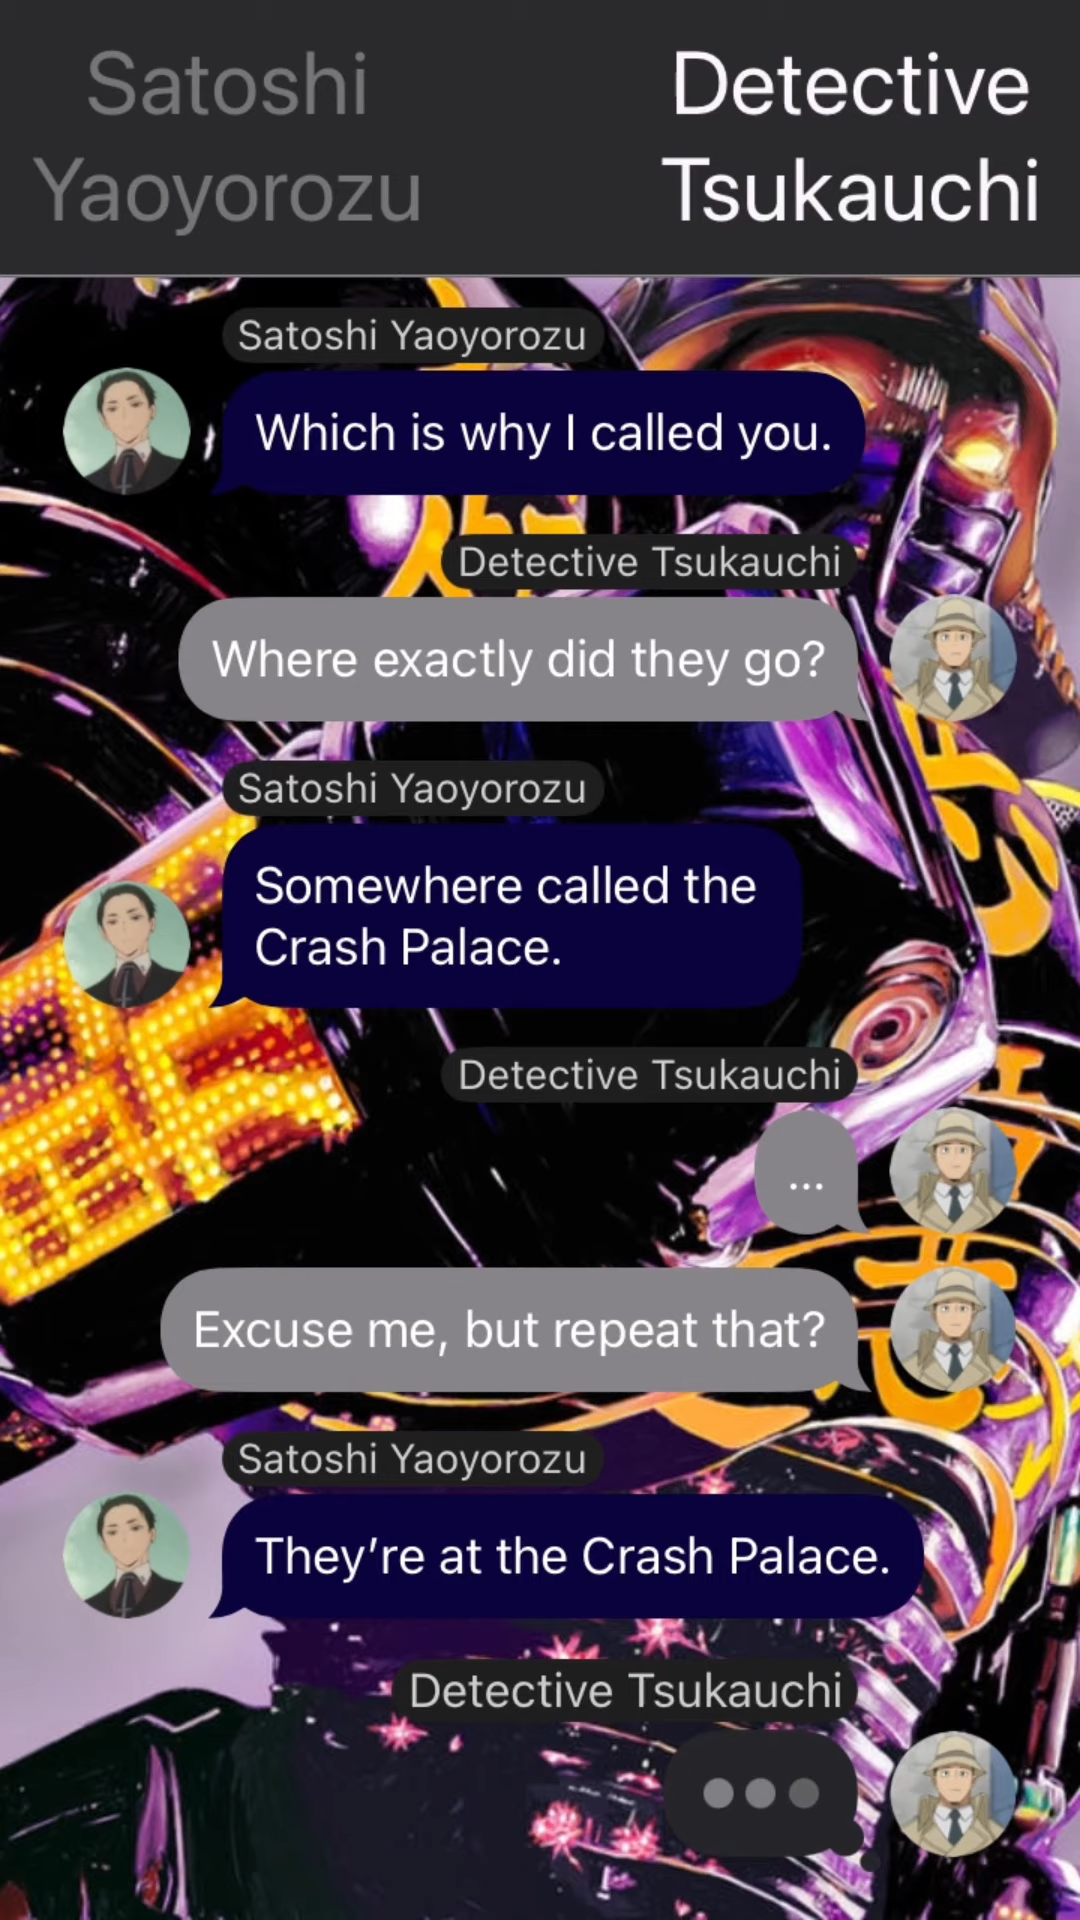 Satoshi
Yaoyorozu
Detective
Tsukauchi
Satoshi Yaoyorozu
Which is why I called you.
Detective Tsukauchi
Where exactly did they go?
Satoshi Yaoyorozu
Somewhere called the
Crash Palace.
Detective Tsukauchi
...
Excuse me, but repeat that?
Satoshi Yaoyorozu
They’re at the Crash Palace.
Detective Tsukauchi